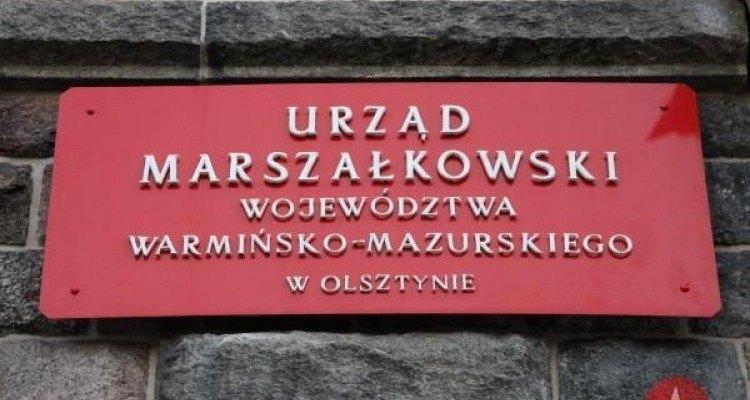 URZĄD
MARSZAŁKOWSKI
WOJEWÓDZTWA
WARMIŃSKO-MAZURSKIEGO
W OLSZTYNIE